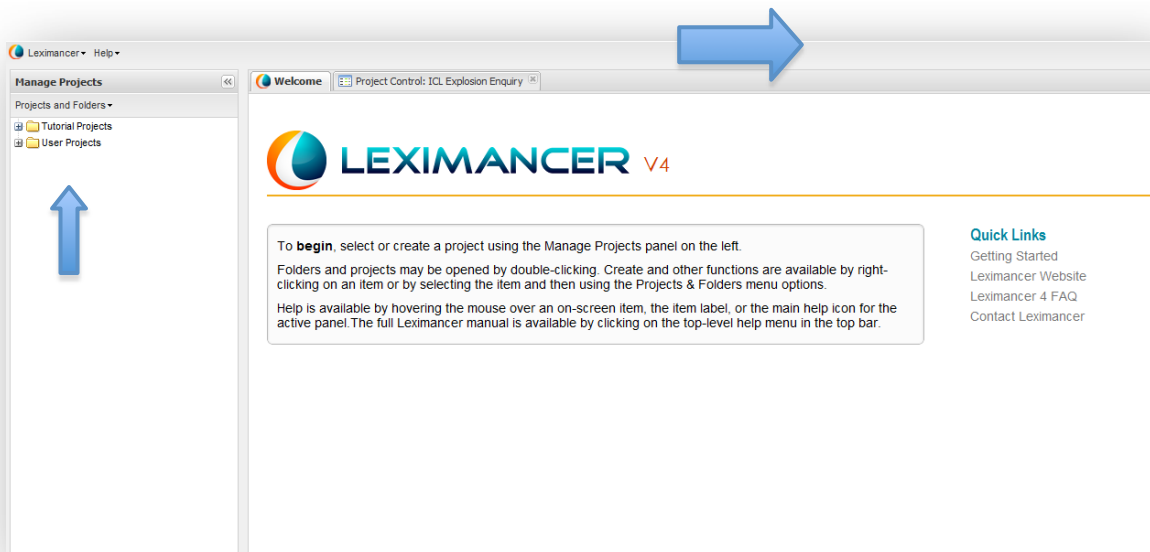 Leximancer Help
Manage Projects
Projects and Folders
Tutorial Projects
User Projects
Welcome
Project Control: ICL Explosion Enquiry
LEXIMANCER V4
To begin, select or create a project using the Manage Projects panel on the left.
Folders and projects may be opened by double-clicking. Create and other functions are available by right-
clicking on an item or by selecting the item and then using the Projects & Folders menu options.
Help is available by hovering the mouse over an on-screen item, the item label, or the main help icon for the
active panel.The full Leximancer manual is available by clicking on the top-level help menu in the top bar.
Quick Links
Getting Started
Leximancer Website
Leximancer 4 FAQ
Contact Leximancer